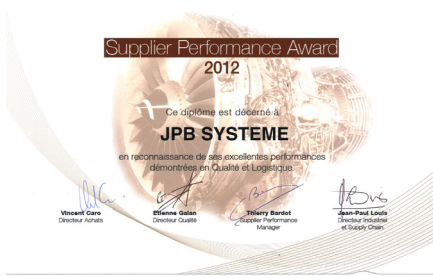 Supplier Performance Award
2012
Ce diplôme est décerné à
JPB SYSTEME
en reconnaissance de ses excellentes performances
démontrées en Qualité et Logistique.
Vincent Caro
Directeur Achats
Etienne Galan
Directeur Qualité
Thierry Bardot
Supplier Performance
Manager
Jean-Paul Louis
Directeur Industriel
et Supply Chain